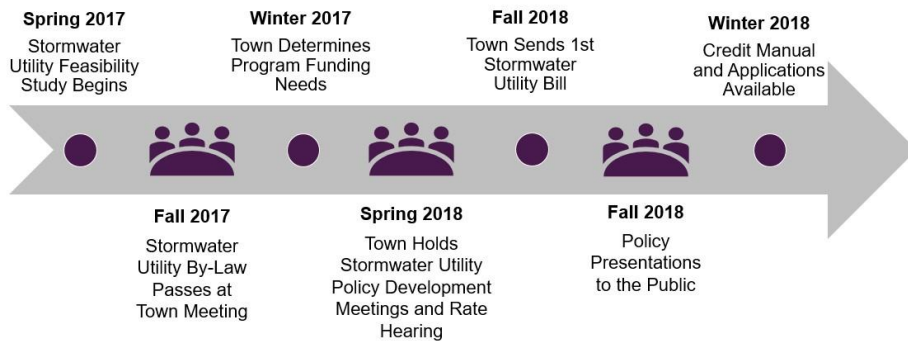 Spring 2017
Stormwater
Utility Feasibility
Study Begins
Fall 2017
Stormwater
Utility By-Law
Passes at
Town Meeting
Winter 2017
Town Determines
Program Funding
Needs
Spring 2018
Town Holds
Stormwater Utility
Policy Development
Meetings and Rate
Hearing
Fall 2018
Town Sends 1st
Stormwater
Utility Bill
Fall 2018
Policy
Presentations
to the Public
Winter 2018
Credit Manual
and Applications
Available